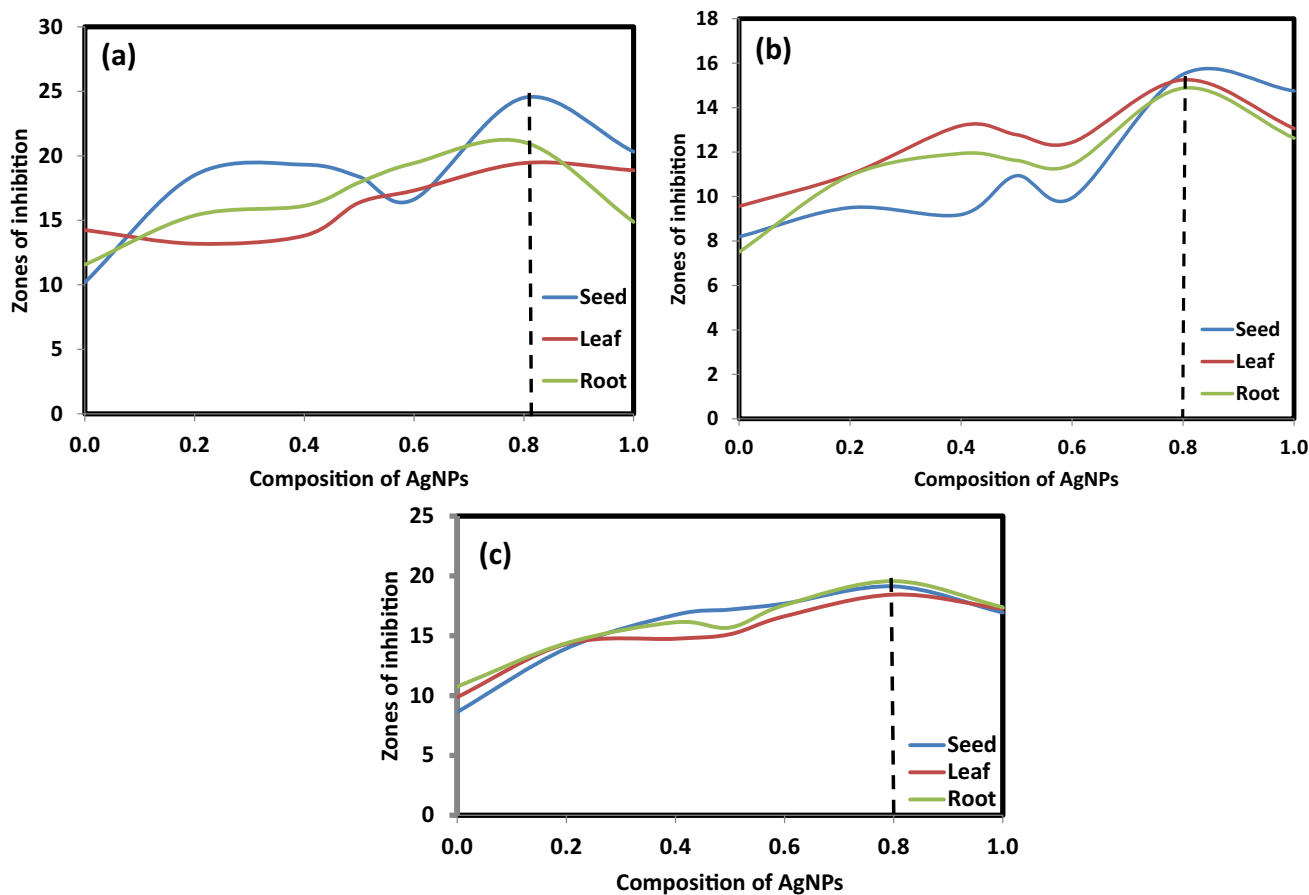 (a)
Zones of inhibition
30
25
20
15
10
5
0
0.0 0.2 0.4 0.6 0.8 1.0
Composition of AgNPs
Seed
Leaf
Root
(b)
Zones of inhibition
18
16
14
12
10
8
6
4
2
0
0.0 0.2 0.4 0.6 0.8 1.0
Composition of AgNPs
Seed
Leaf
Root
(c)
Zones of inhibition
25
20
15
10
5
0
0.0 0.2 0.4 0.6 0.8 1.0
Composition of AgNPs
Seed
Leaf
Root